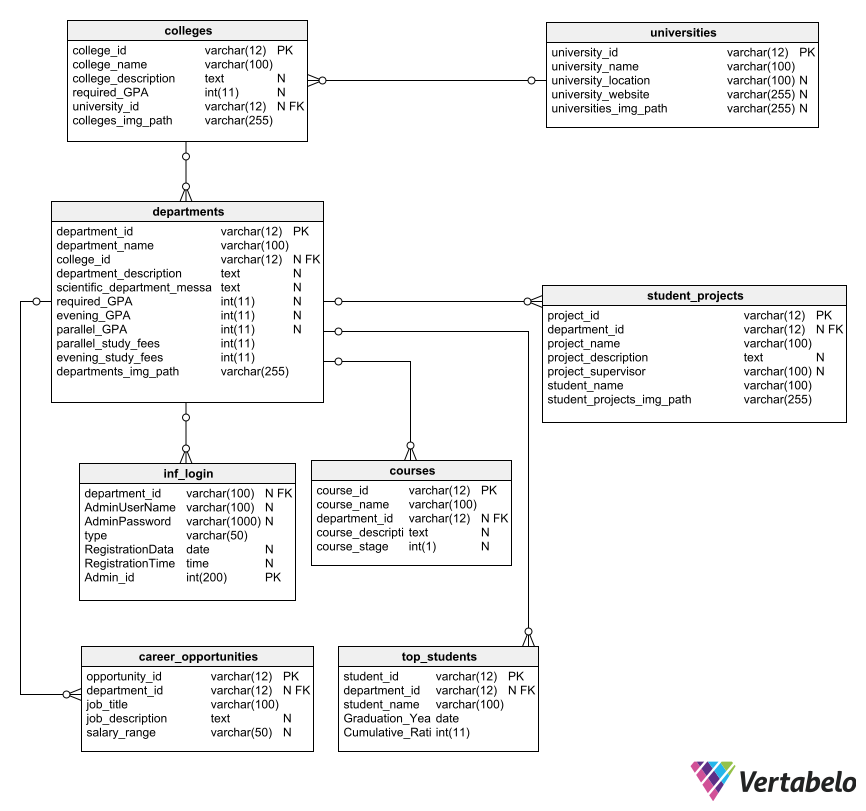 colleges
college_id varchar(12) PK
college_name varchar(100)
college_description text N
required_GPA int(11) N
university_id varchar(12) N FK
colleges_img_path varchar(255)
universities
university_id varchar(12) PK
university_name varchar(100)
university_location varchar(100) N
university_website varchar(255) N
universities_img_path varchar(255) N
departments
department_id varchar(12) PK
department_name varchar(100)
college_id varchar(12) N FK
department_description text N
scientific_department_messa text N
required_GPA int(11) N
evening_GPA int(11) N
parallel_GPA int(11) N
parallel_study_fees int(11)
evening_study_fees int(11)
departments_img_path varchar(255)
student_projects
project_id varchar(12) PK
department_id varchar(12) N FK
project_name varchar(100)
project_description text N
project_supervisor varchar(100) N
student_name varchar(100)
student_projects_img_path varchar(255)
inf_login
department_id varchar(100) N FK
AdminUserName varchar(100) N
AdminPassword varchar(1000) N
type varchar(50)
RegistrationData date N
RegistrationTime time N
Admin_id int(200) PK
courses
course_id varchar(12) PK
course_name varchar(100)
department_id varchar(12) N FK
course_descripti text N
course_stage int(1) N
career_opportunities
opportunity_id varchar(12) PK
department_id varchar(12) N FK
job_title varchar(100)
job_description text N
salary_range varchar(50) N
top_students
student_id varchar(12) PK
department_id varchar(12) N FK
student_name varchar(100)
Graduation_Yea date
Cumulative_Rati int(11)
Vertabelo